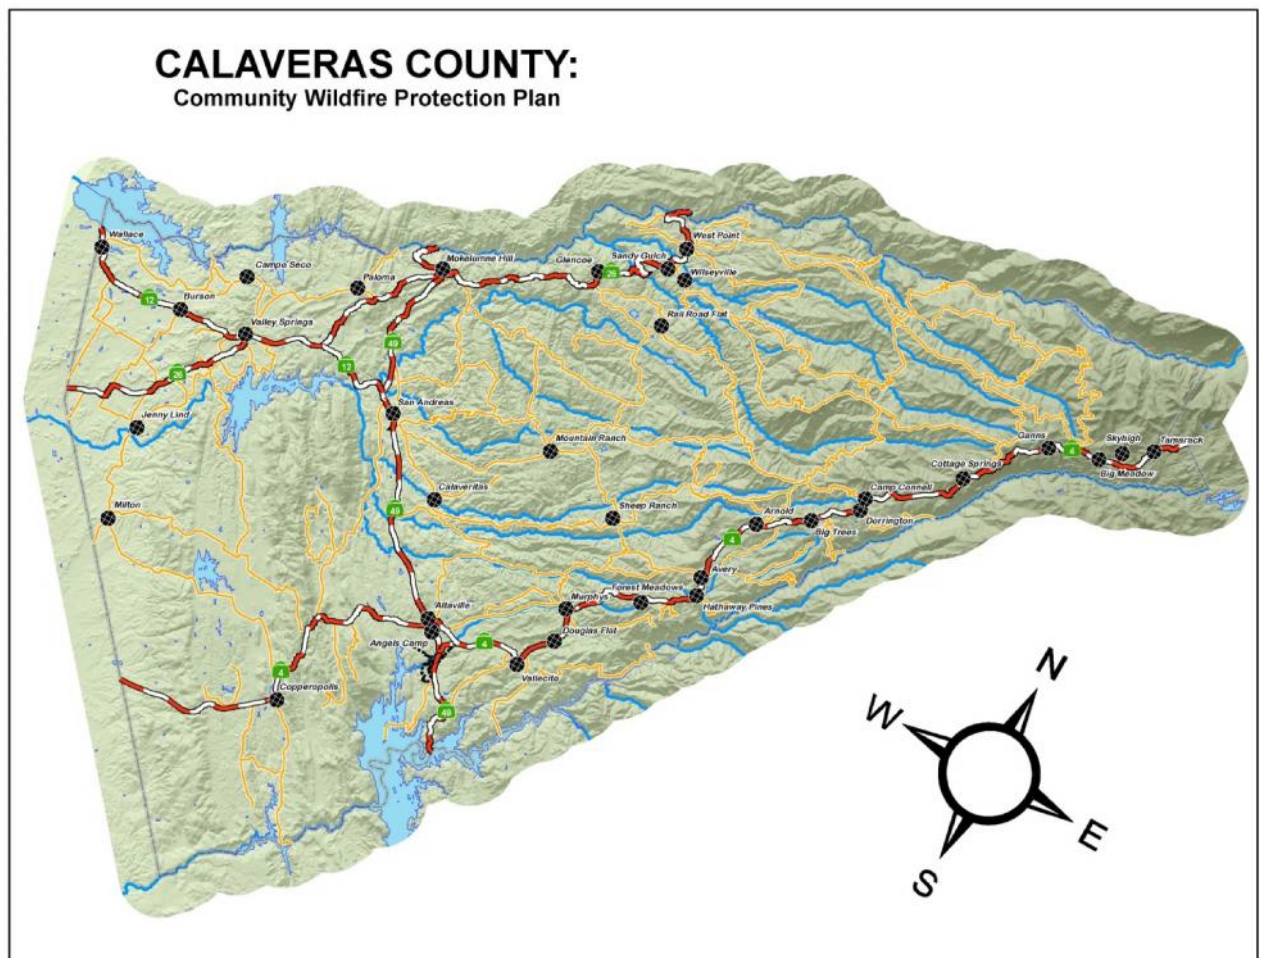 CALAVERAS COUNTY:
Community Wildfire Protection Plan
Wallace
Campo Seco
Paloma
Mokelumne Hill
Glencoe
Sandy Gulch
West Point
26
Wilseyville
12
Burson
Valley Springs
Rail Road Flat
49
12
26
Jenny Lind
San Andreas
Mountain Ranch
Ganns
4
Skyhigh
Tamarack
Big Meadow
Cottage Springs
Calaveritas
Camp Connell
Milton
49
Sheep Ranch
Arnold
Dorrington
Big Trees
4
Avery
Forest Meadows
Hathaway Pines
Murphys
Altaville
Douglas Flat
Angels Camp
4
Vallecito
4
Copperopolis
49
N
W
E
S